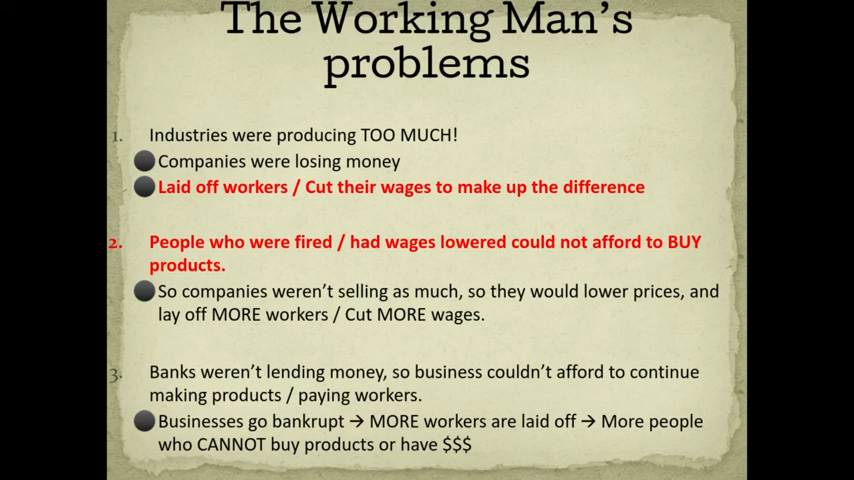 The Working Man’s
problems
1. Industries were producing TOO MUCH!
Companies were losing money
Laid off workers / Cut their wages to make up the difference
2. People who were fired / had wages lowered could not afford to BUY
products.
So companies weren’t selling as much, so they would lower prices, and
lay off MORE workers / Cut MORE wages.
3. Banks weren’t lending money, so business couldn’t afford to continue
making products / paying workers.
Businesses go bankrupt → MORE workers are laid off → More people
who CANNOT buy products or have $$$